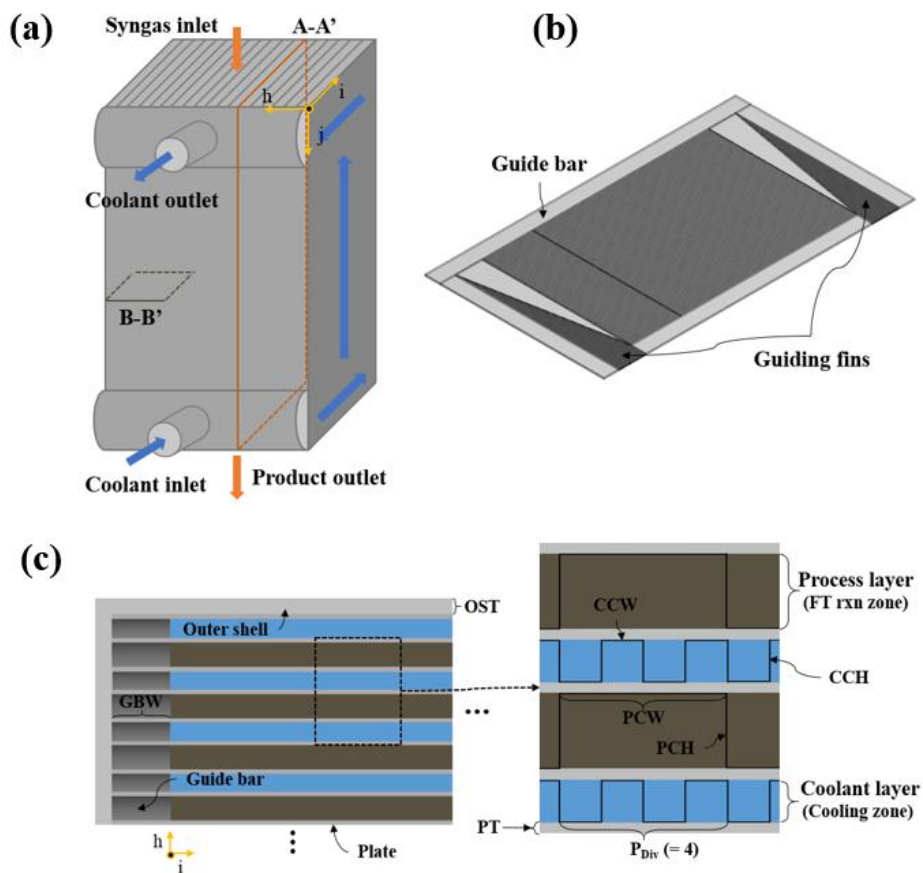 (a)
Syngas inlet
A-A'
h
i
j
Coolant outlet
B-B'
Coolant inlet
Product outlet
(b)
Guide bar
Guiding fins
(c)
OST
Outer shell
GBW
Guide bar
Plate
h
i
CCW
Process layer
(FT rxn zone)
CCH
PCW
PCH
Coolant layer
(Cooling zone)
PT
PDiv (= 4)